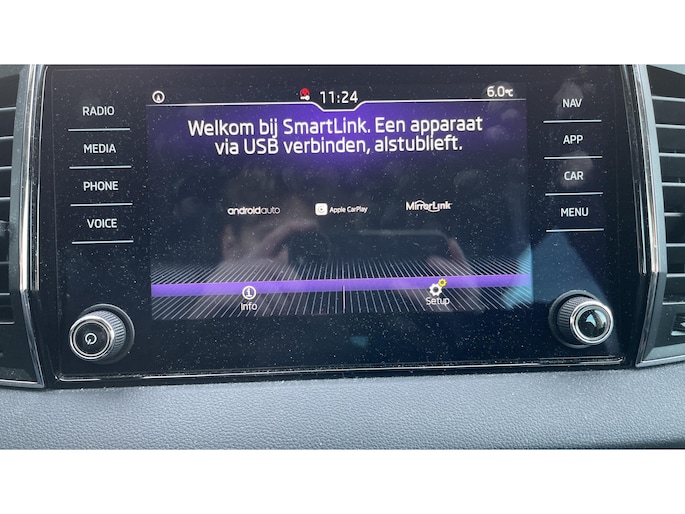 11:24
6.0°C
RADIO
MEDIA
PHONE
VOICE
Welkom bij SmartLink. Een apparaat
via USB verbinden, alstublieft.
androidauto
Apple CarPlay
MirrorLink
Info
Setup
NAV
APP
CAR
MENU